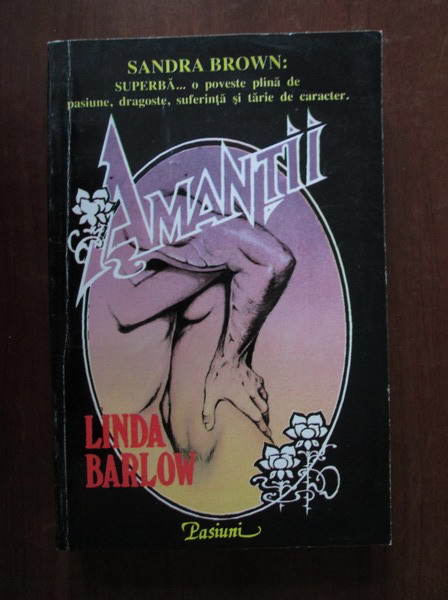 SANDRA BROWN:
SUPERBĂ... o poveste plină de
pasiune, dragoste, suferință și tărie de caracter.
AMANȚII
LINDA
BARLOW
Pasiuni